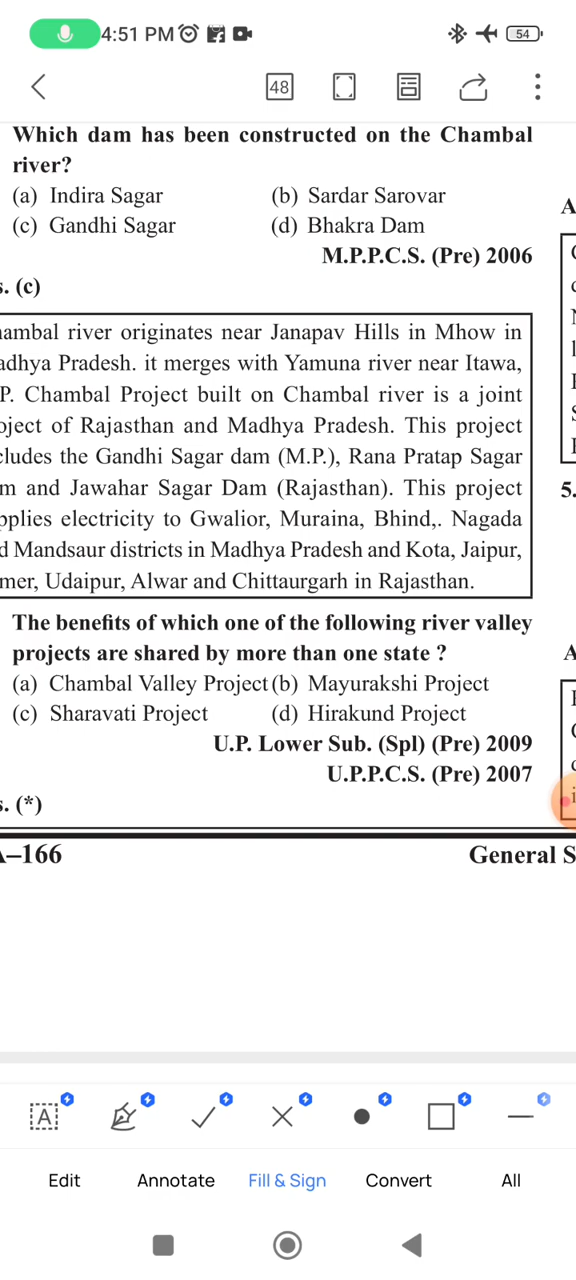 4:51 PM
54
48
Which dam has been constructed on the Chambal
river?
(a) Indira Sagar (b) Sardar Sarovar
(c) Gandhi Sagar (d) Bhakra Dam
M.P.P.C.S. (Pre) 2006
s. (c)
ambal river originates near Janapav Hills in Mhow in
adhya Pradesh. it merges with Yamuna river near Itawa,
P. Chambal Project built on Chambal river is a joint
oject of Rajasthan and Madhya Pradesh. This project
cludes the Gandhi Sagar dam (M.P.), Rana Pratap Sagar
m and Jawahar Sagar Dam (Rajasthan). This project
pplies electricity to Gwalior, Muraina, Bhind,. Nagada
d Mandsaur districts in Madhya Pradesh and Kota, Jaipur,
mer, Udaipur, Alwar and Chittaurgarh in Rajasthan.
The benefits of which one of the following river valley
projects are shared by more than one state ?
(a) Chambal Valley Project (b) Mayurakshi Project
(c) Sharavati Project (d) Hirakund Project
U.P. Lower Sub. (Spl) (Pre) 2009
U.P.P.C.S. (Pre) 2007
s. (*)
A
5.
A
–166 General S
A
Edit Annotate Fill & Sign Convert All